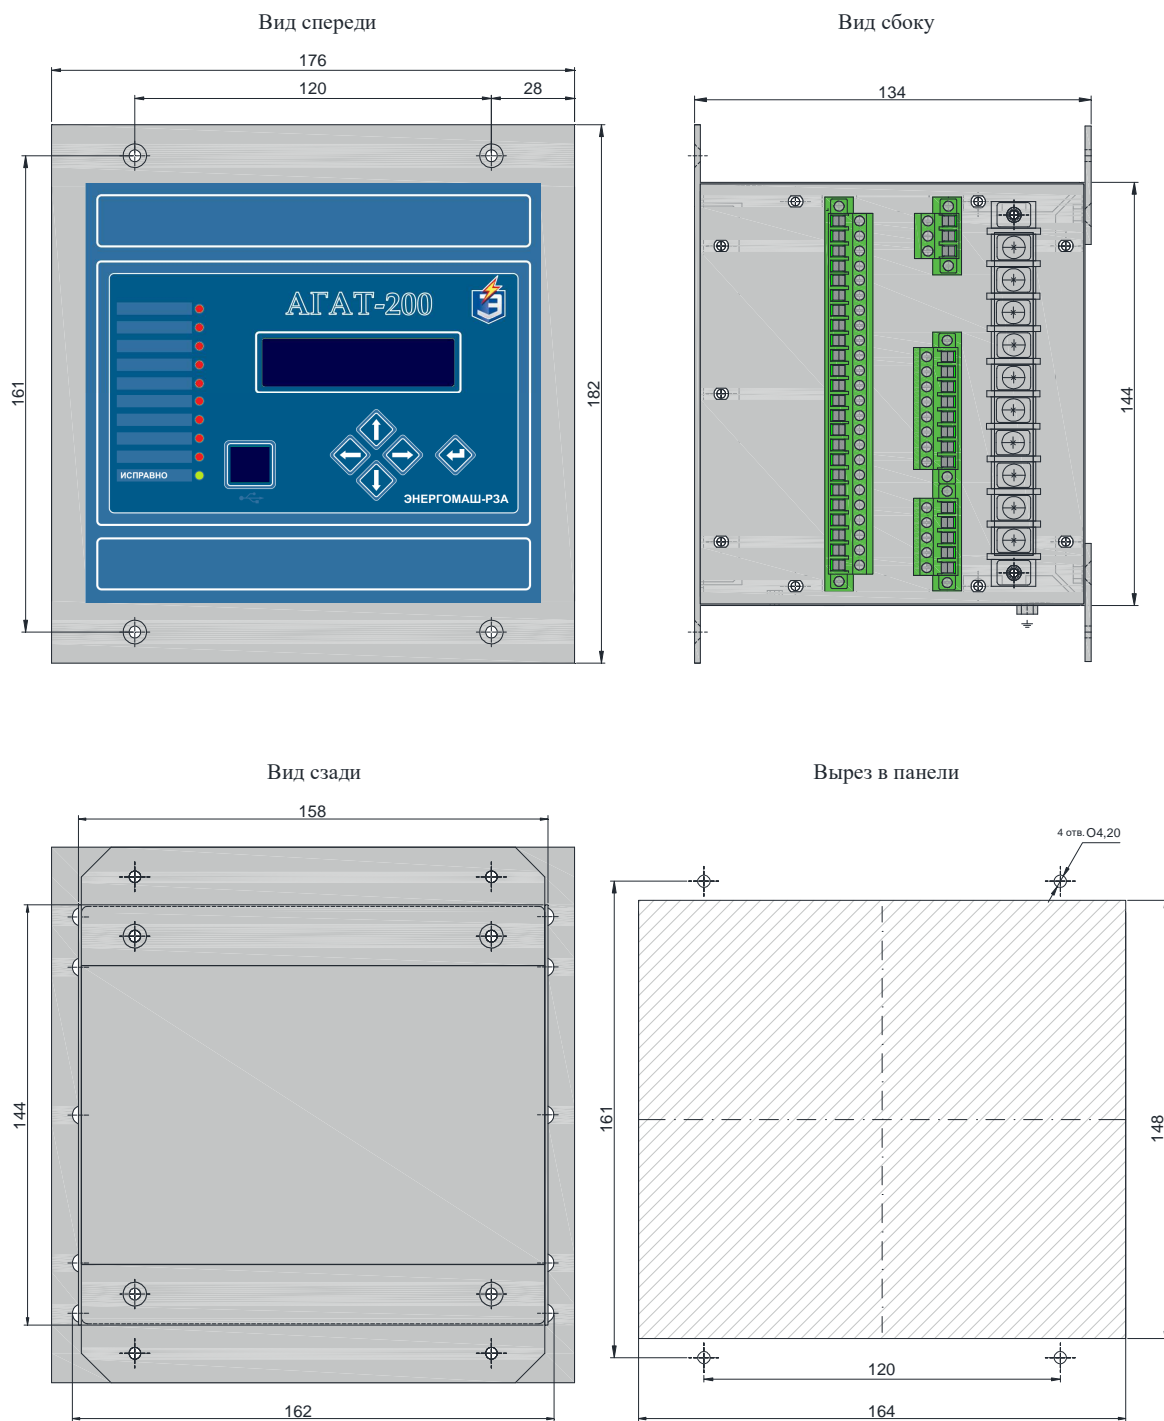 Вид спереди
Вид сбоку
176
120
28
134
161
182
144
АГАТ-200
Э
ИСПРАВНО
ЭНЕРГОМАШ-РЗА
Вид сзади
Вырез в панели
158
4 отв. O4,20
144
161
148
162
120
164